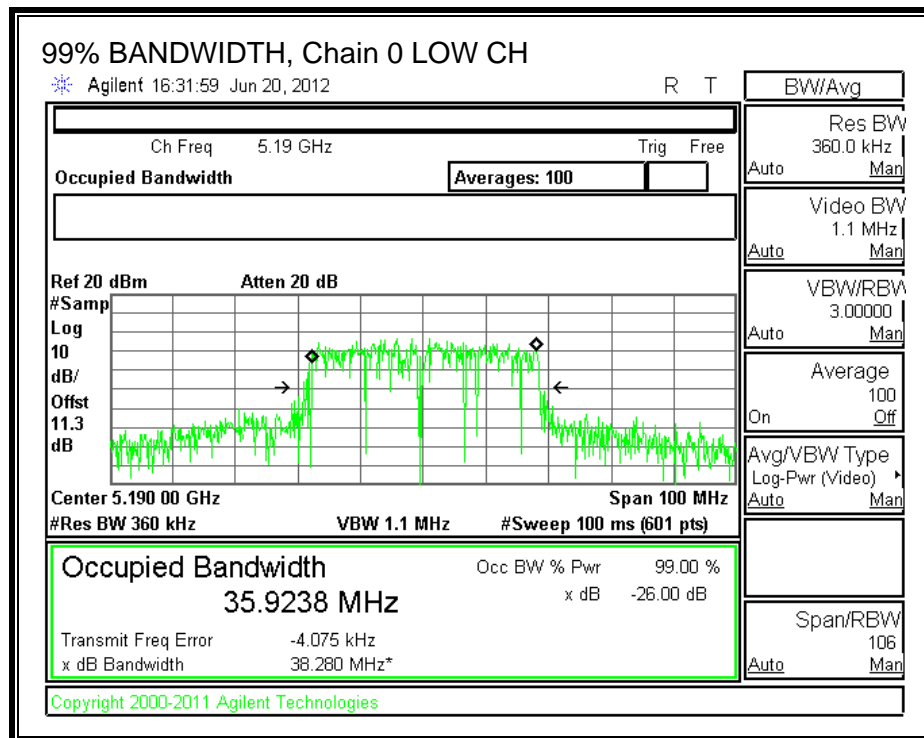 99% BANDWIDTH, Chain 0 LOW CH
Agilent 16:31:59 Jun 20, 2012 R T
Ch Freq 5.19 GHz Trig Free
Occupied Bandwidth Averages: 100
Ref 20 dBm Atten 20 dB
#Samp
Log
10
dB/
Offst
11.3
dB
Center 5.190 00 GHz Span 100 MHz
#Res BW 360 kHz VBW 1.1 MHz #Sweep 100 ms (601 pts)
Occupied Bandwidth
35.9238 MHz
Occ BW % Pwr 99.00 %
x dB -26.00 dB
Transmit Freq Error -4.075 kHz
x dB Bandwidth 38.280 MHz*
Copyright 2000-2011 Agilent Technologies
BW/Avg
Res BW
360.0 kHz
Auto Man
Video BW
1.1 MHz
Auto Man
VBW/RBW
3.00000
Auto Man
Average
100
On Off
Avg/VBW Type
Log-Pwr (Video)
Auto Man
Span/RBW
106
Auto Man